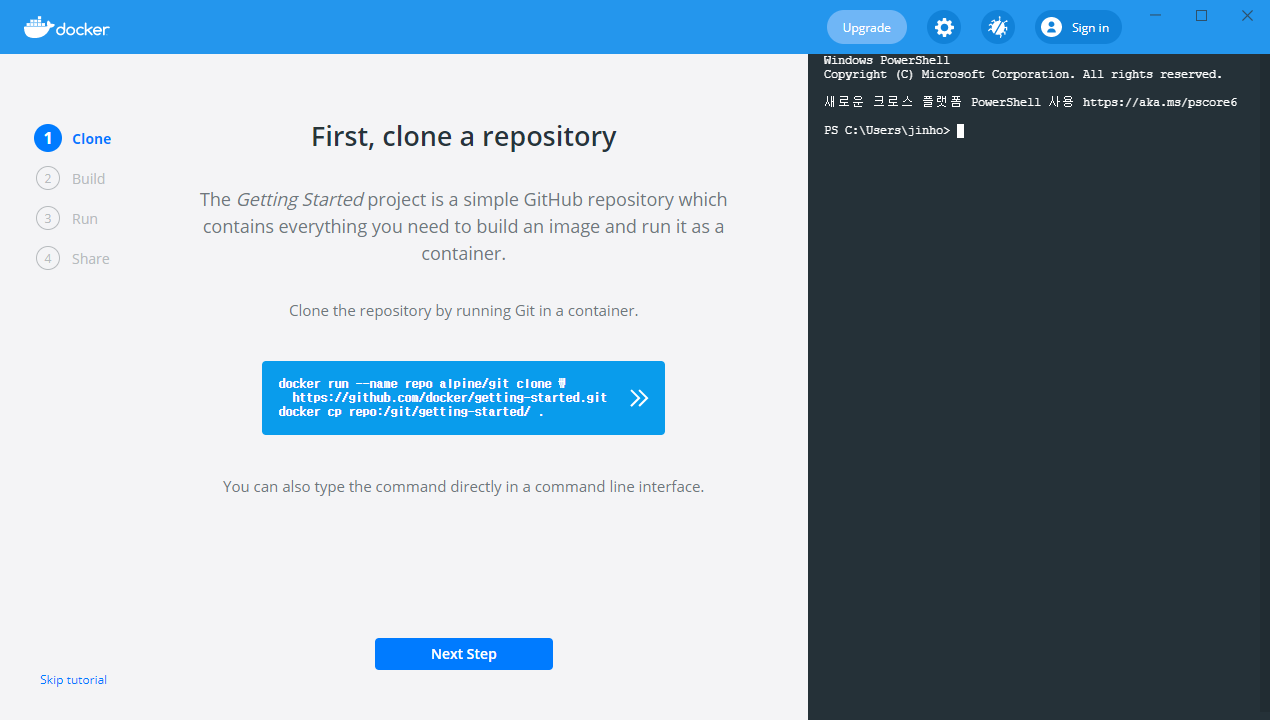 docker
Upgrade
Sign in
1 Clone
2 Build
3 Run
4 Share
First, clone a repository
The Getting Started project is a simple GitHub repository which
contains everything you need to build an image and run it as a
container.
Clone the repository by running Git in a container.
docker run --name repo alpine/git clone ₩
https://github.com/docker/getting-started.git
docker cp repo:/git/getting-started/ .
You can also type the command directly in a command line interface.
Next Step
Skip tutorial
Windows PowerShell
Copyright (C) Microsoft Corporation. All rights reserved.
새로운 크로스 플랫폼 PowerShell 사용 https://aka.ms/pscore6
PS C:\Users\jinho>